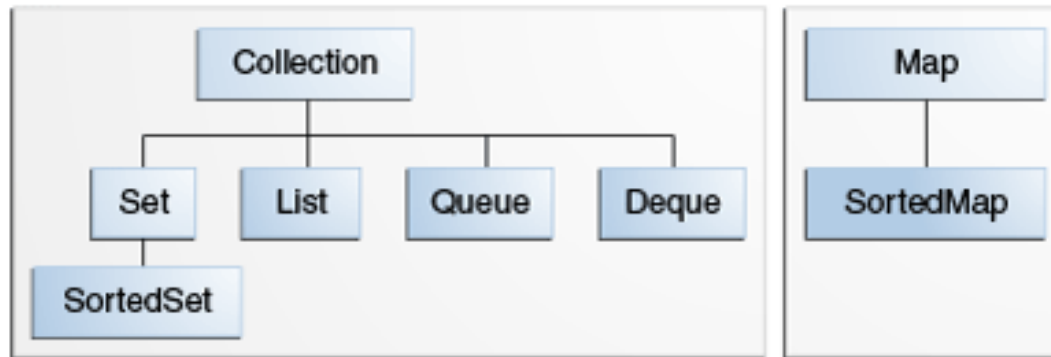 Collection
Map
Set
List
Queue
Deque
SortedMap
SortedSet